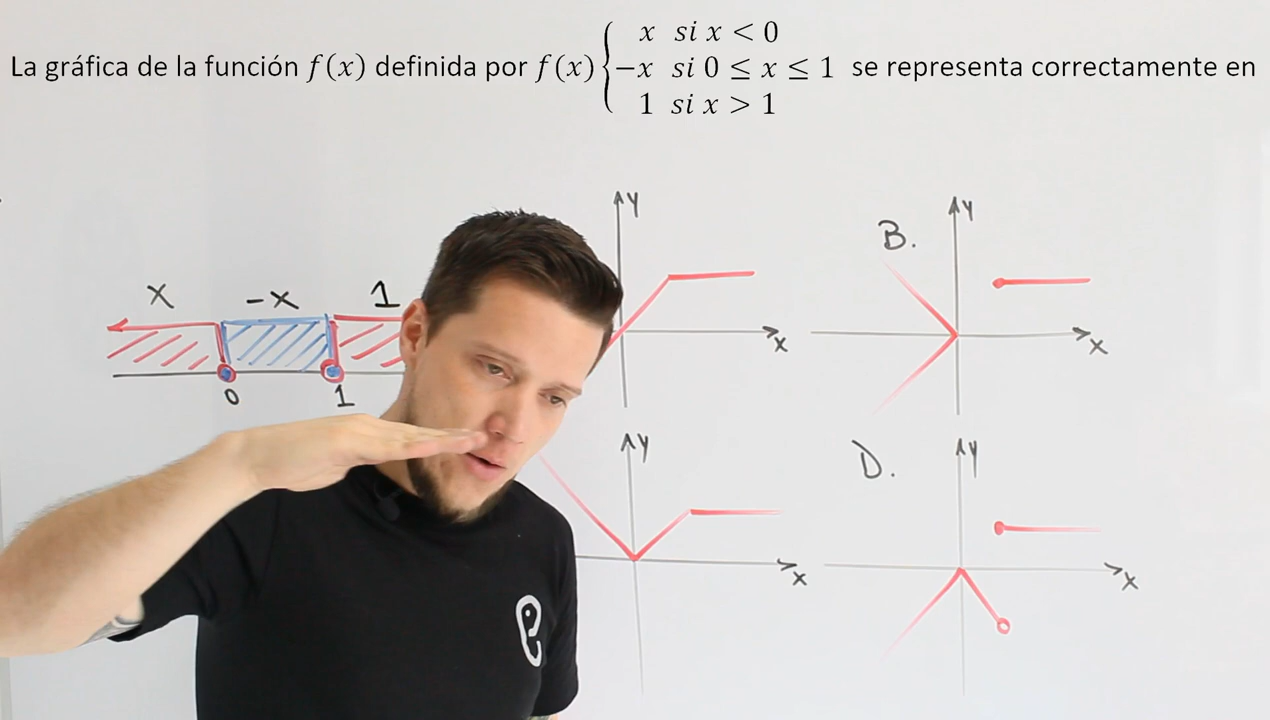 La gráfica de la función f(x) definida por f(x) { x si x < 0
-x si 0 ≤ x ≤ 1 se representa correctamente en
1 si x > 1
x -x 1
0 1
y
x
B.
y
x
y
x
D.
y
x